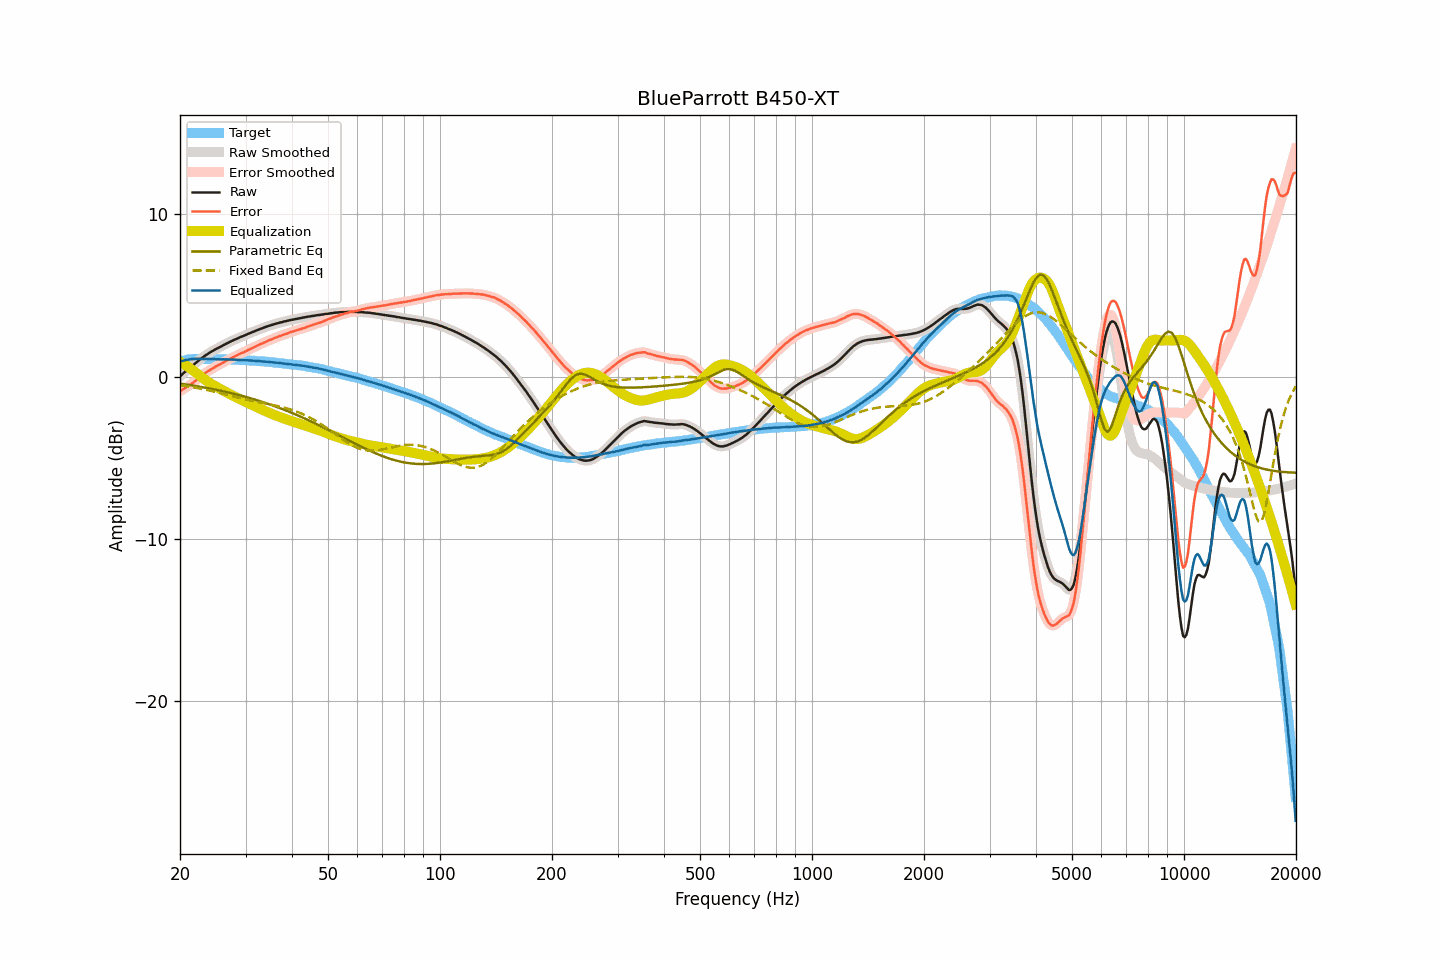 BlueParrott B450-XT
Target
Raw Smoothed
Error Smoothed
Raw
Error
Equalization
Parametric Eq
Fixed Band Eq
Equalized
10
0
−10
−20
Amplitude (dBr)
20 50 100 200 500 1000 2000 5000 10000 20000
Frequency (Hz)